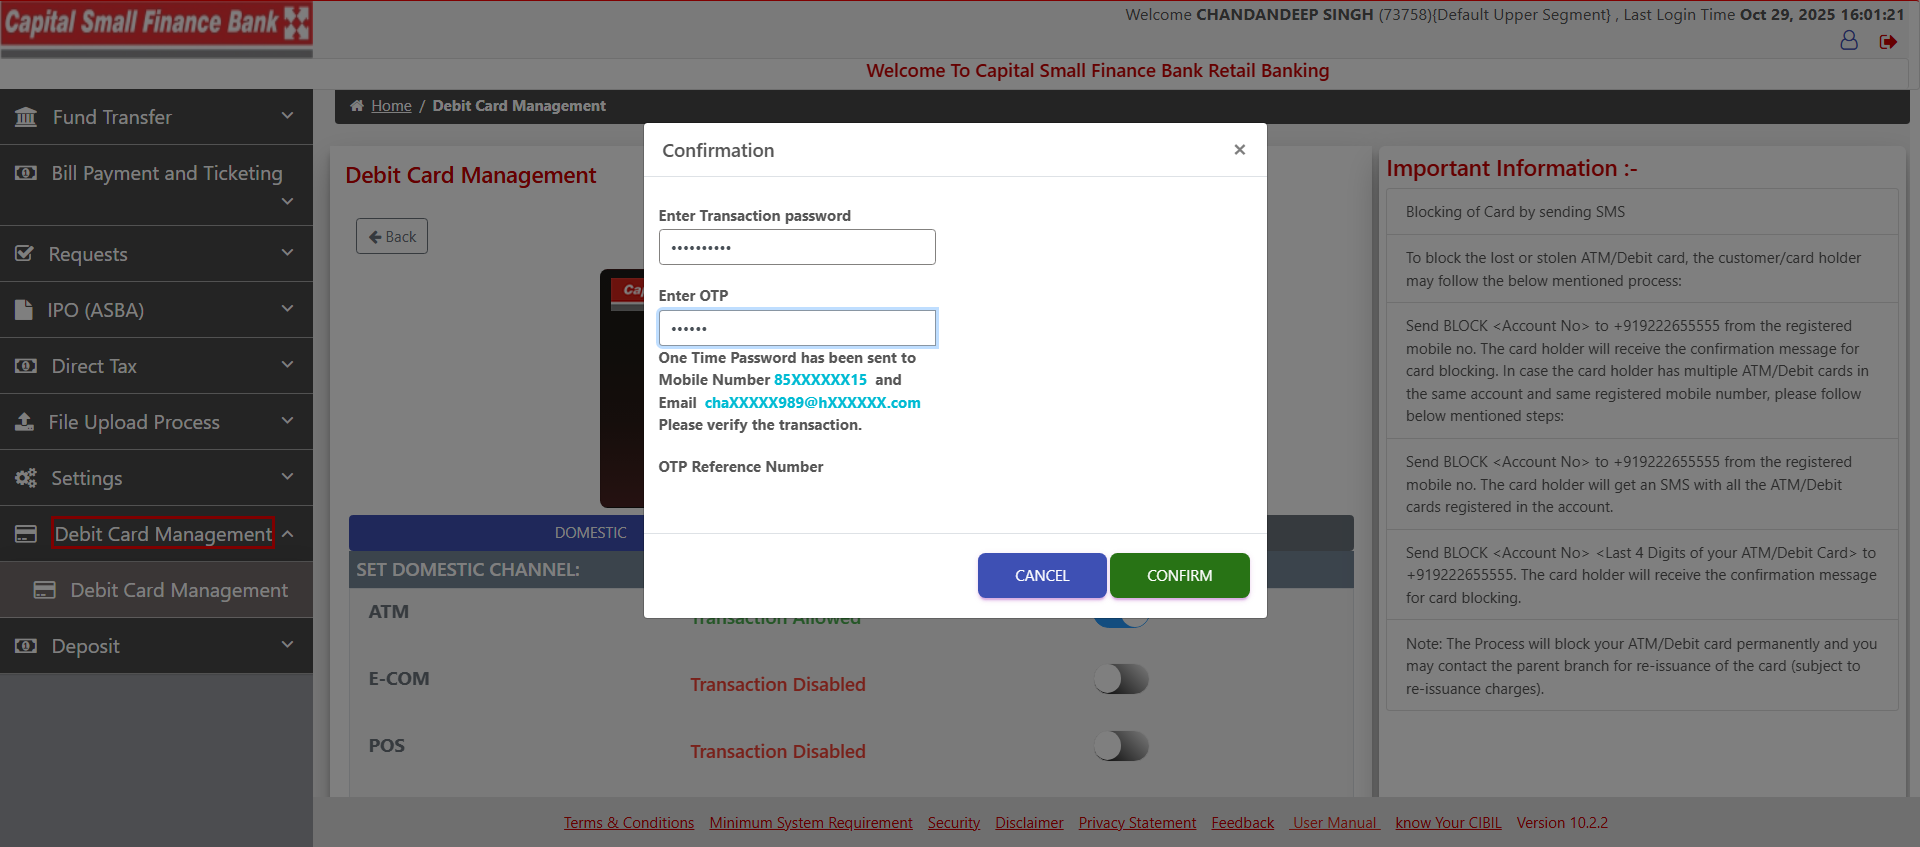 Capital Small Finance Bank
Welcome CHANDANDEEP SINGH (73758){Default Upper Segment} , Last Login Time Oct 29, 2025 16:01:21
Welcome To Capital Small Finance Bank Retail Banking
Fund Transfer
Bill Payment and Ticketing
Requests
IPO (ASBA)
Direct Tax
File Upload Process
Settings
Debit Card Management
Debit Card Management
Deposit
Home / Debit Card Management
Debit Card Management
Back
DOMESTIC
SET DOMESTIC CHANNEL:
ATM
Transaction Allowed
E-COM
Transaction Disabled
POS
Transaction Disabled
Confirmation
×
Enter Transaction password
••••••••••
Enter OTP
••••••
One Time Password has been sent to
Mobile Number 85XXXXXX15 and
Email chaXXXXX989@hXXXXXX.com
Please verify the transaction.
OTP Reference Number
CANCEL
CONFIRM
Important Information :-
Blocking of Card by sending SMS
To block the lost or stolen ATM/Debit card, the customer/card holder
may follow the below mentioned process:
Send BLOCK <Account No> to +919222655555 from the registered
mobile no. The card holder will receive the confirmation message for
card blocking. In case the card holder has multiple ATM/Debit cards in
the same account and same registered mobile number, please follow
below mentioned steps:
Send BLOCK <Account No> to +919222655555 from the registered
mobile no. The card holder will get an SMS with all the ATM/Debit
cards registered in the account.
Send BLOCK <Account No> <Last 4 Digits of your ATM/Debit Card> to
+919222655555. The card holder will receive the confirmation message
for card blocking.
Note: The Process will block your ATM/Debit card permanently and you
may contact the parent branch for re-issuance of the card (subject to
re-issuance charges).
Terms & Conditions Minimum System Requirement Security Disclaimer Privacy Statement Feedback User Manual know Your CIBIL Version 10.2.2